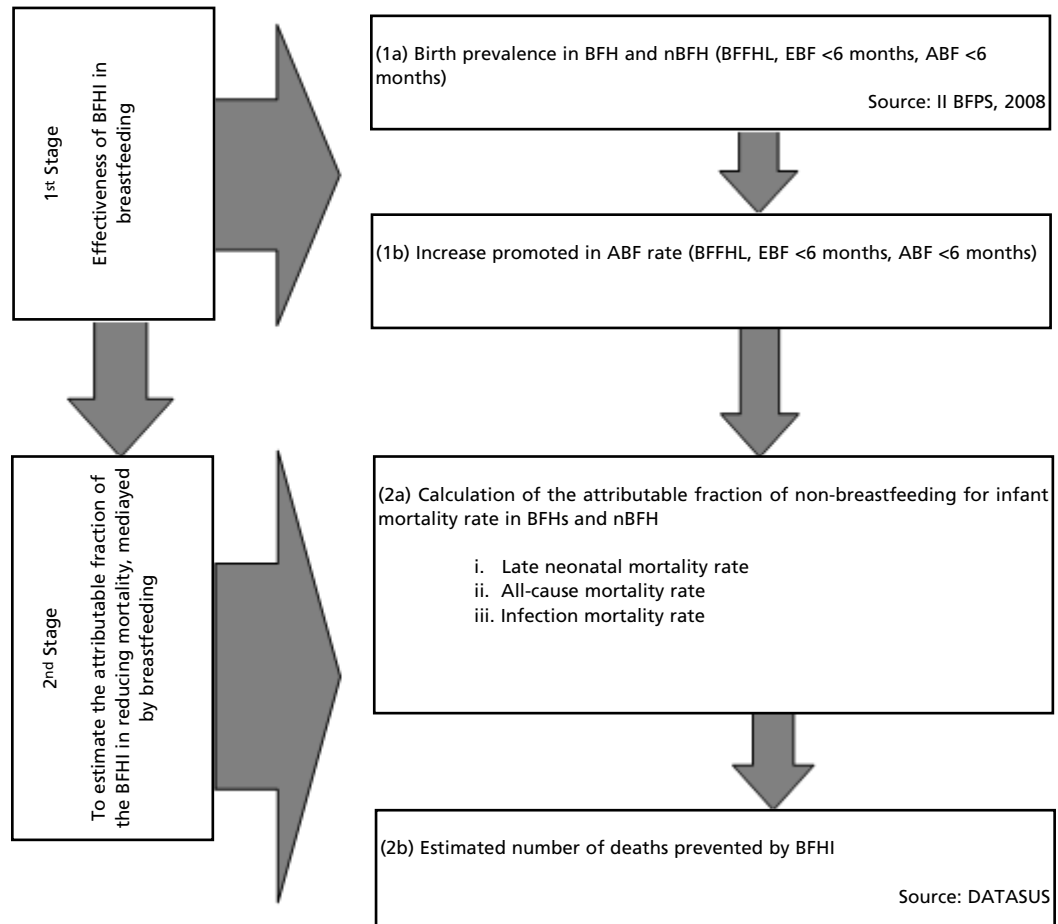 1st Stage
Effectiveness of BFHI in
breastfeeding
(1a) Birth prevalence in BFH and nBFH (BFFHL, EBF <6 months, ABF <6
months)
Source: II BFPS, 2008
(1b) Increase promoted in ABF rate (BFFHL, EBF <6 months, ABF <6 months)
2nd Stage
To estimate the attributable fraction of
the BFHI in reducing mortality, mediayed
by breastfeeding
(2a) Calculation of the attributable fraction of non-breastfeeding for infant
mortality rate in BFHs and nBFH
i. Late neonatal mortality rate
ii. All-cause mortality rate
iii. Infection mortality rate
(2b) Estimated number of deaths prevented by BFHI
Source: DATASUS